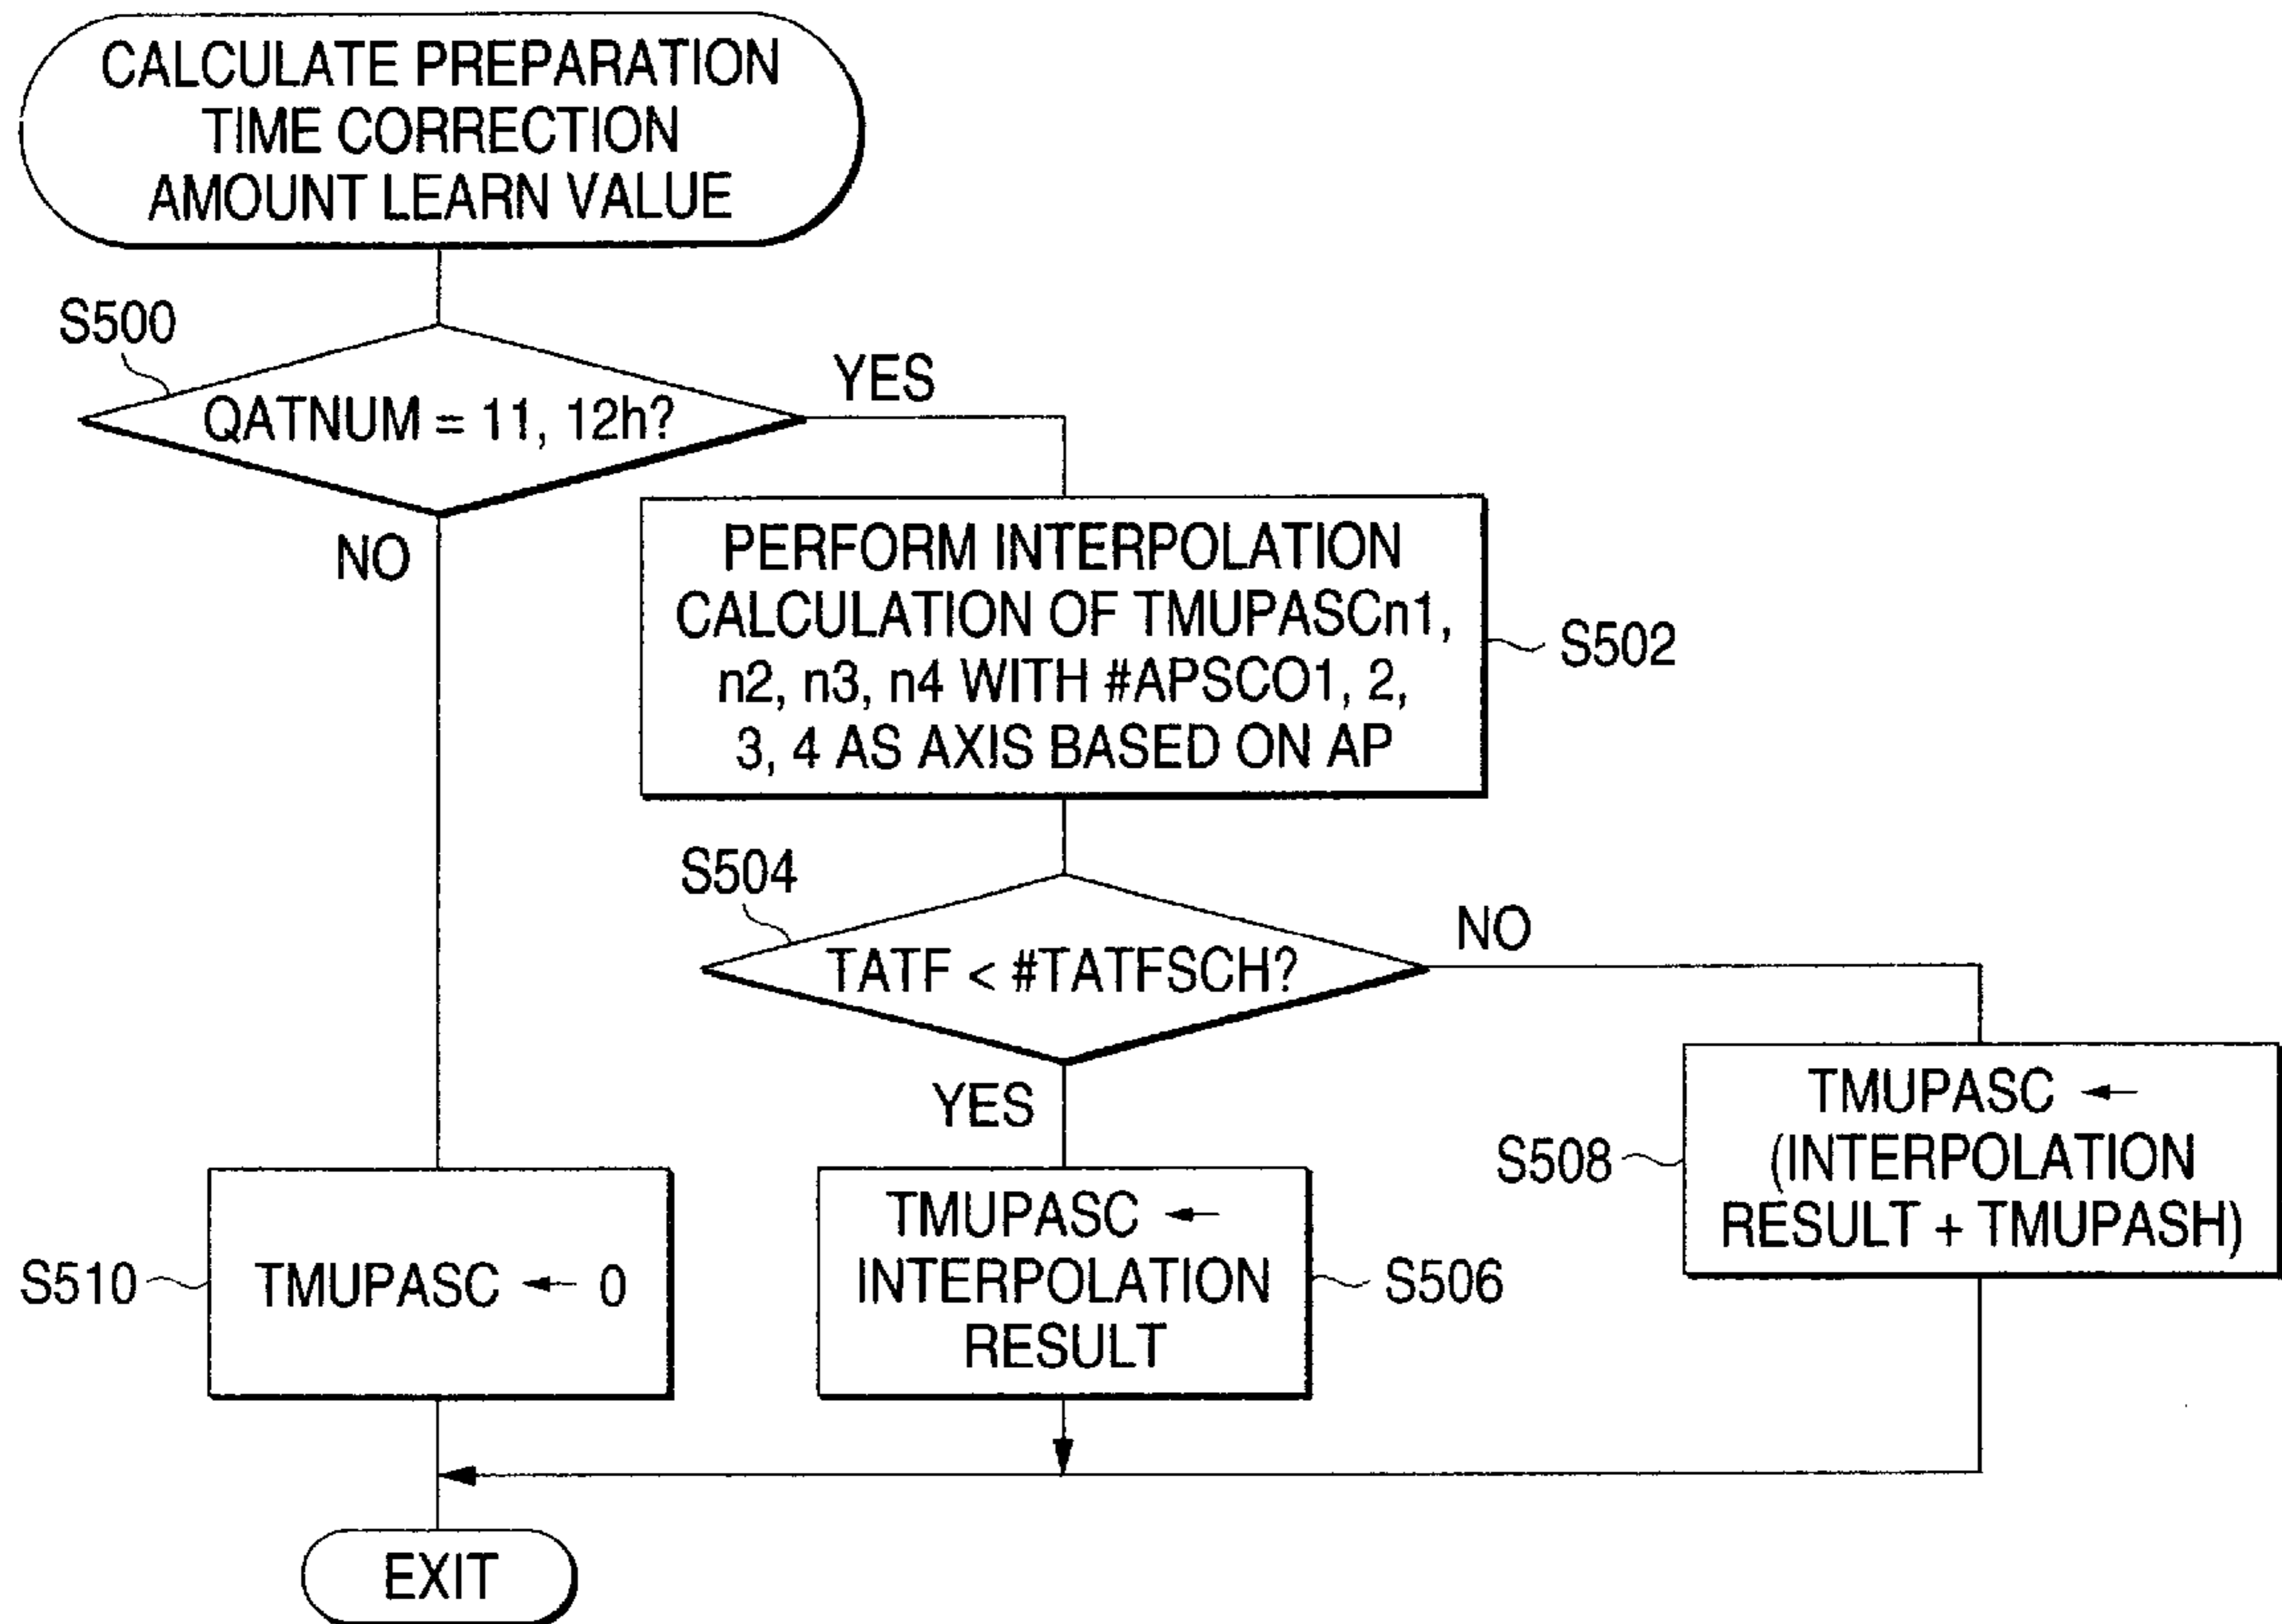 CALCULATE PREPARATION
TIME CORRECTION
AMOUNT LEARN VALUE
S500
QATNUM = 11, 12h?
YES
NO
PERFORM INTERPOLATION
CALCULATION OF TMUPASCn1,
n2, n3, n4 WITH #APSCO1, 2,
3, 4 AS AXIS BASED ON AP
S502
S504
TATF < #TATFSCH?
NO
YES
S510
TMUPASC ← 0
TMUPASC ←
INTERPOLATION
RESULT
S506
S508
TMUPASC ←
(INTERPOLATION
RESULT + TMUPASH)
EXIT